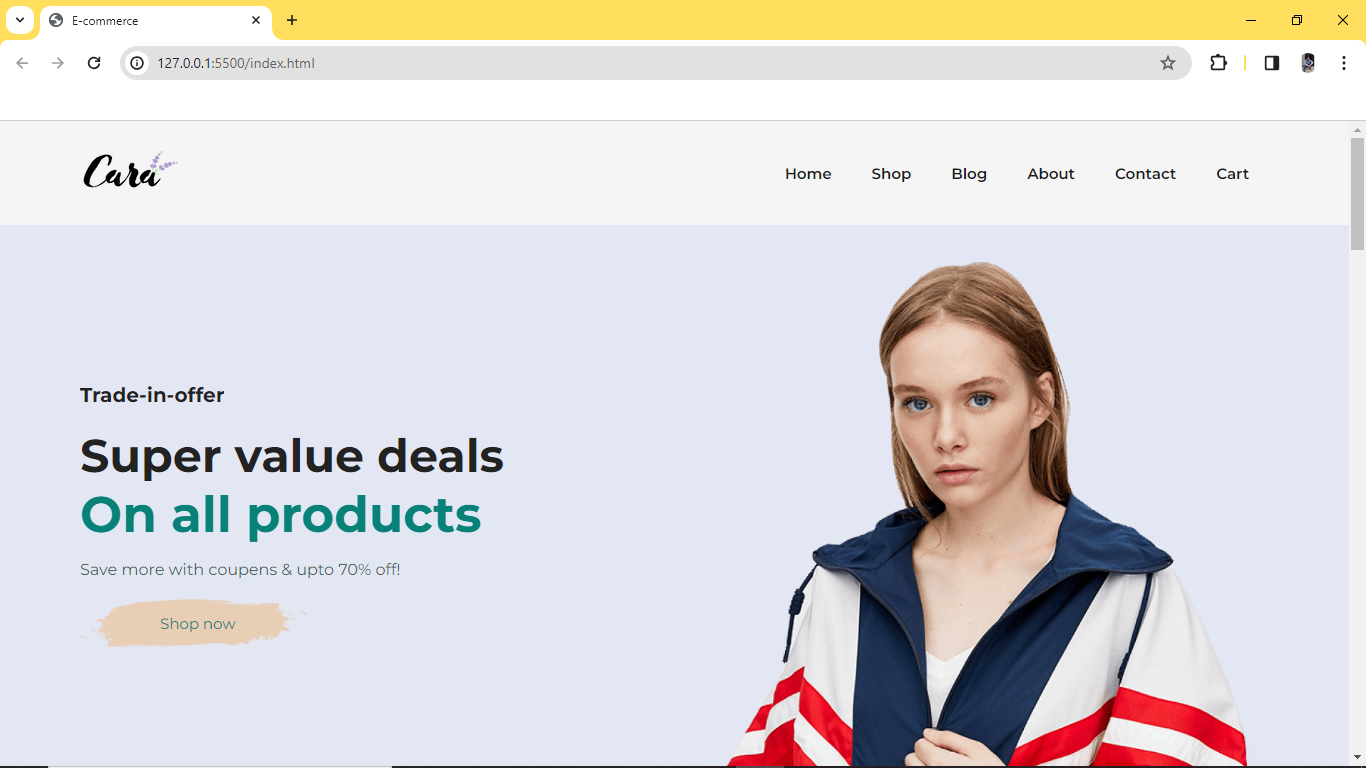 E-commerce
127.0.0.1:5500/index.html
Cara
Home Shop Blog About Contact Cart
Trade-in-offer
Super value deals
On all products
Save more with coupens & upto 70% off!
Shop now